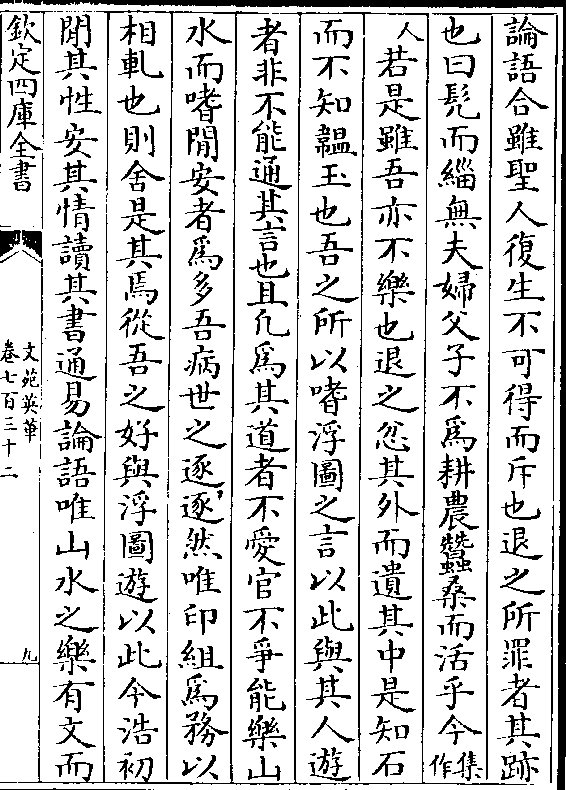 論語合雖聖人復生不可得而斥也退之所罪者其跡
也曰髠而緇無夫婦父子不爲耕農蠶桑而活乎今集作
人若是雖吾亦不樂也退之忿其外而遺其中是知石
而不知韞玉也吾之所以嗜浮圖之言以此與其人遊
者非不能通其言也且凡爲其道者不愛官不爭能樂山
水而嗜閒安者爲多吾病世之逐逐然唯印組爲務以
相軋也則舍是其焉從吾之好與浮圖遊以此今浩初
閒其性安其情讀其書通易論語唯山水之樂有文而
欽定四庫全書
文苑英華
卷七百三十二
九